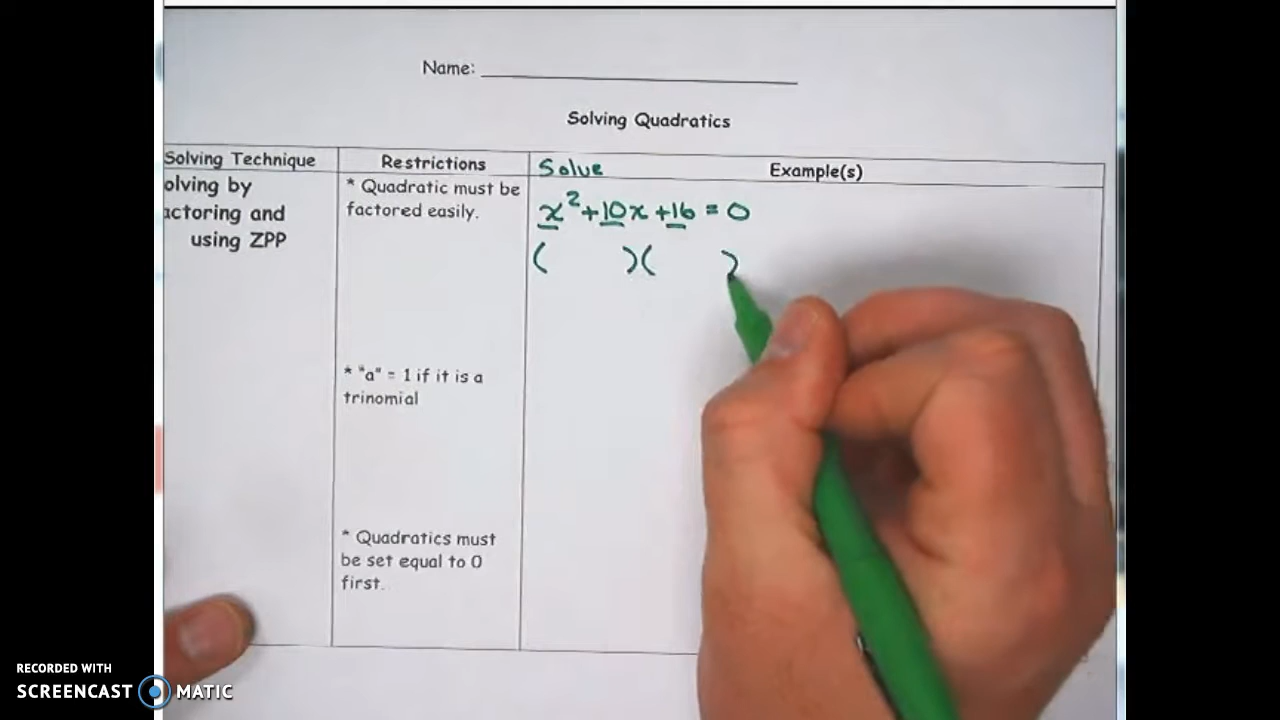 Name:
Solving Quadratics
Solving Technique
Restrictions
Solve Example(s)
olving by
actoring and
using ZPP
* Quadratic must be
factored easily.
* "a" = 1 if it is a
trinomial
* Quadratics must
be set equal to 0
first.
x² + 10x + 16 = 0
( )( )
RECORDED WITH
SCREENCAST MATIC